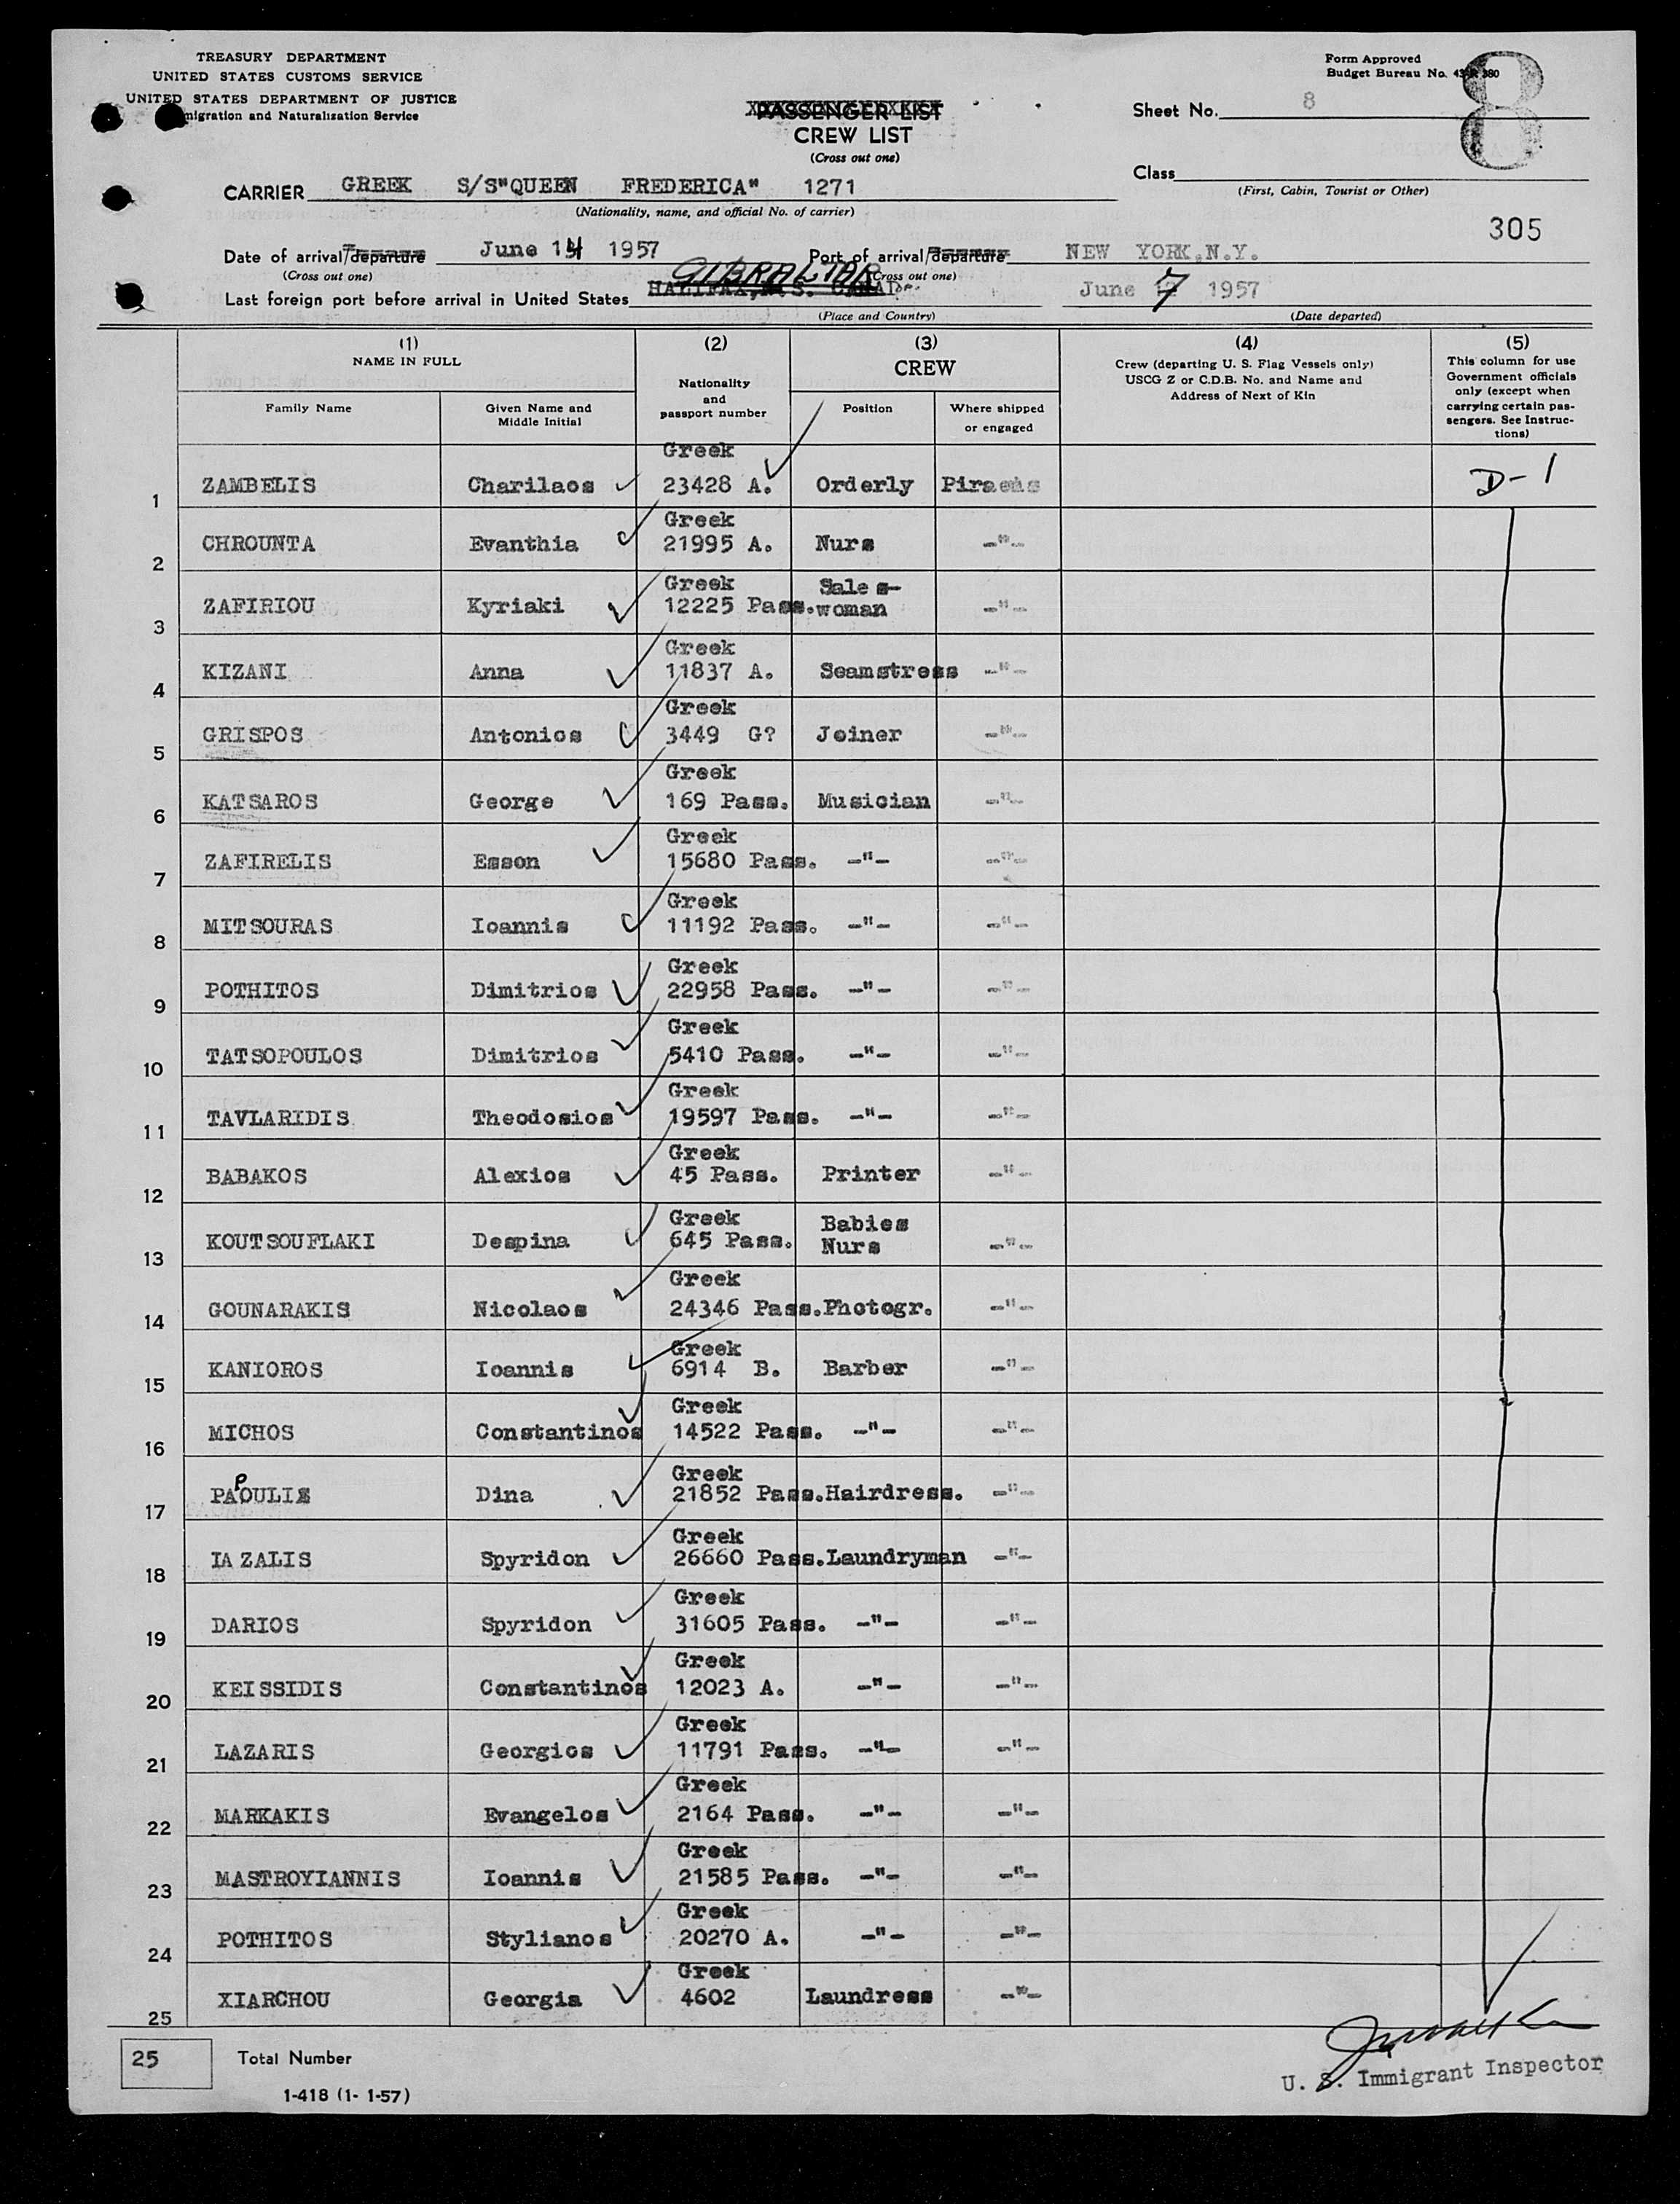 TREASURY DEPARTMENT
UNITED STATES CUSTOMS SERVICE
UNITED STATES DEPARTMENT OF JUSTICE
migration and Naturalization Service
Form Approved
Budget Bureau No. 380
8
PASSENGER LIST
CREW LIST
(Cross out one)
Sheet No. 8
Class
(First, Cabin, Tourist or Other)
CARRIER GREEK S/S"QUEEN FREDERICA" 1271
(Nationality, name, and official No. of carrier)
305
Date of arrival/departure June 14 1957 Port of arrival/departure NEW YORK,N.Y.
(Cross out one) (Cross out one)
GIBRALTAR
Last foreign port before arrival in United States HALIFAX,N.S. CANAD June 7 1957
(Place and Country) (Date departed)
(1) NAME IN FULL
(2) Nationality and passport number
(3) CREW
(4) Crew (departing U. S. Flag Vessels only) USCG Z or C.D.B. No. and Name and Address of Next of Kin
(5) This column for use Government officials only (except when carrying certain pas- sengers. See Instruc- tions)
Family Name Given Name and Middle Initial Position Where shipped or engaged
1 ZAMBELIS Charilaos Greek 23428 A. Orderly Piraeus D-1
2 CHROUNTA Evanthia Greek 21995 A. Nurs -"-
3 ZAFIRIOU Kyriaki Greek 12225 Pass. Sales- woman -"-
4 KIZANI Anna Greek 11837 A. Seamstress -"-
5 GRISPOS Antonios Greek 3449 G? Joiner -"-
6 KATSAROS George Greek 169 Pass. Musician -"-
7 ZAFIRELIS Esson Greek 15680 Pass. -"- -"-
8 MITSOURAS Ioannis Greek 11192 Pass. -"- -"-
9 POTHITOS Dimitrios Greek 22958 Pass. -"- -"-
10 TATSOPOULOS Dimitrios Greek 5410 Pass. -"- -"-
11 TAVLARIDIS Theodosios Greek 19597 Pass. -"- -"-
12 BABAKOS Alexios Greek 45 Pass. Printer -"-
13 KOUTSOUFLAKI Despina Greek 645 Pass. Babies Nurs -"-
14 GOUNARAKIS Nicolaos Greek 24346 Pass. Photogr. -"-
15 KANIOROS Ioannis Greek 6914 B. Barber -"-
16 MICHOS Constantinos Greek 14522 Pass. -"- -"-
17 PAPOULIS Dina Greek 21852 Pass. Hairdress. -"-
18 IAZALIS Spyridon Greek 26660 Pass. Laundryman -"-
19 DARIOS Spyridon Greek 31605 Pass. -"- -"-
20 KEISSIDIS Constantinos Greek 12023 A. -"- -"-
21 LAZARIS Georgios Greek 11791 Pass. -"- -"-
22 MARKAKIS Evangelos Greek 2164 Pass. -"- -"-
23 MASTROYIANNIS Ioannis Greek 21585 Pass. -"- -"-
24 POTHITOS Stylianos Greek 20270 A. -"- -"-
25 XIARCHOU Georgia Greek 4602 Laundress -"-
25 Total Number
U. S. Immigrant Inspector
1-418 (1- 1-57)